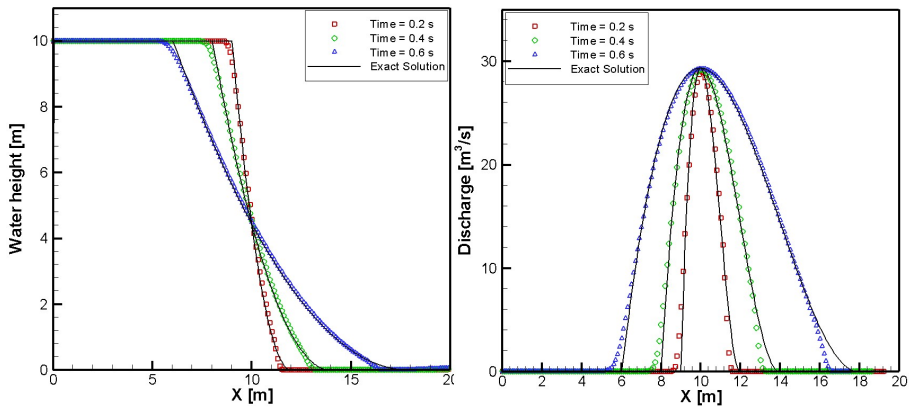 Time = 0.2 s
Time = 0.4 s
Time = 0.6 s
Exact Solution
Water height [m]
10
8
6
4
2
0
0
5
10
15
20
X [m]
Time = 0.2 s
Time = 0.4 s
Time = 0.6 s
Exact Solution
Discharge [m³/s]
30
20
10
0
0
2
4
6
8
10
12
14
16
18
20
X [m]